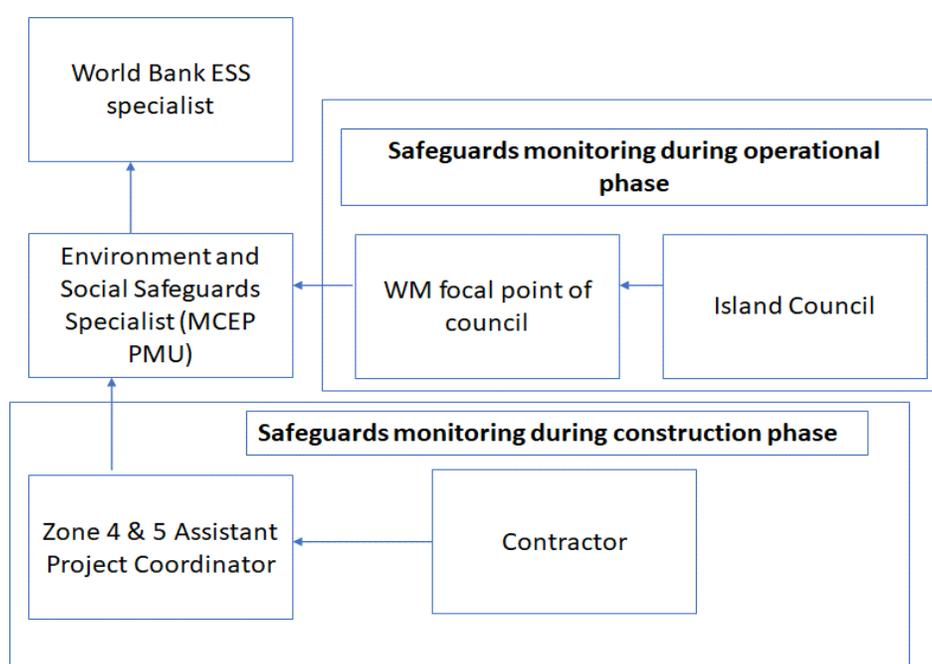 World Bank ESS
specialist
Safeguards monitoring during operational
phase
Environment and
Social Safeguards
Specialist (MCEP
PMU)
WM focal point of
council
Island Council
Safeguards monitoring during construction phase
Zone 4 & 5 Assistant
Project Coordinator
Contractor